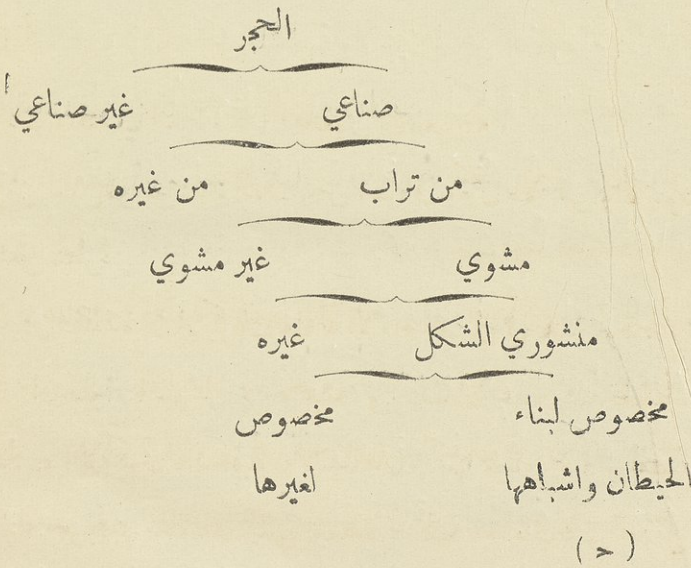 الحجر
صناعي غير صناعي
من تراب من غيره
مشوي غير مشوي
منشوري الشكل غيره
مخصوص لبناء مخصوص
الحيطان واشباهها لغيرها